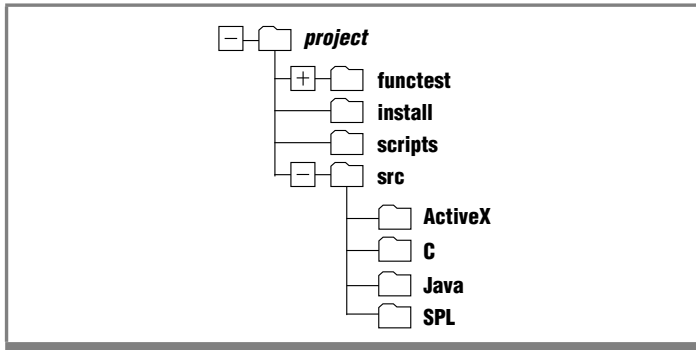 project
functest
install
scripts
src
ActiveX
C
Java
SPL